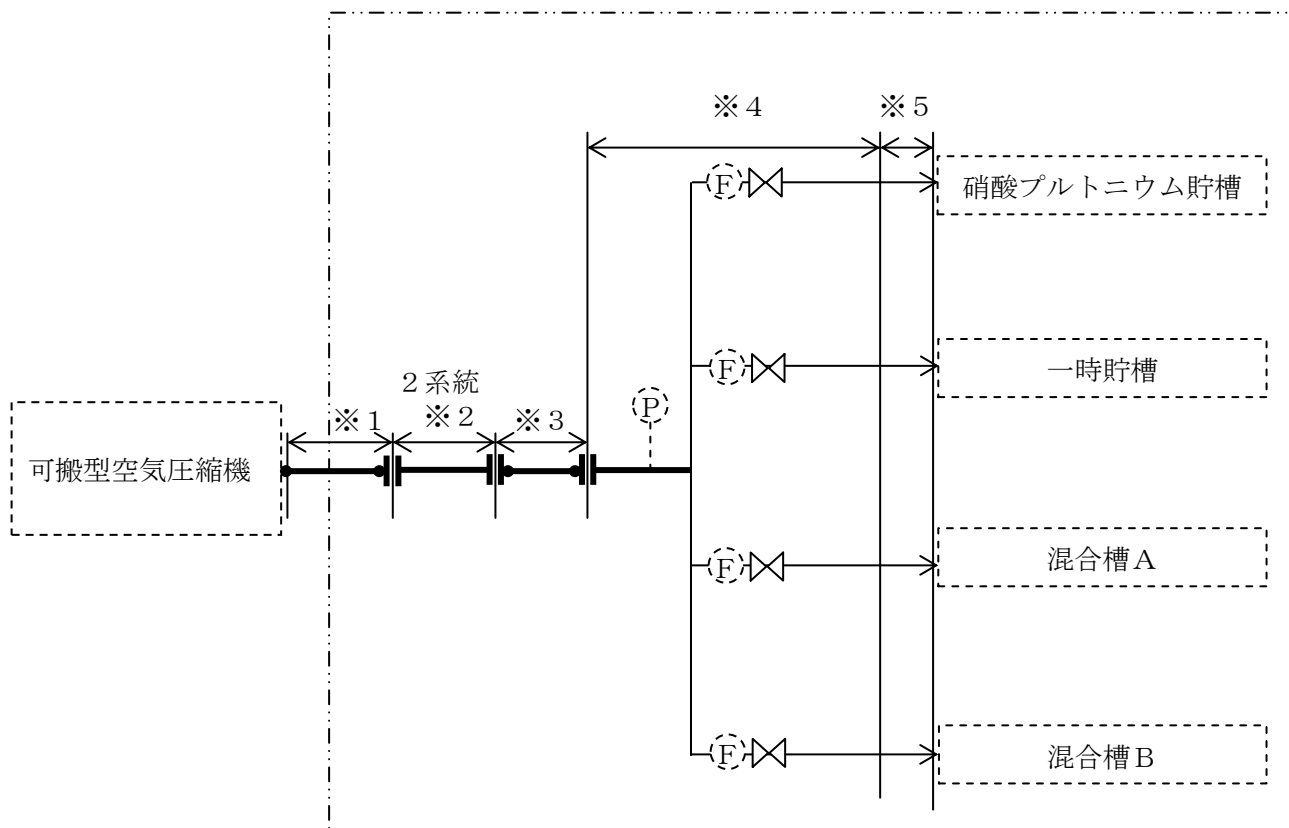 ※４
※５
Ｆ
硝酸プルトニウム貯槽
Ｆ
一時貯槽
２系統
※１
※２
※３
Ｐ
可搬型空気圧縮機
Ｆ
混合槽Ａ
Ｆ
混合槽Ｂ